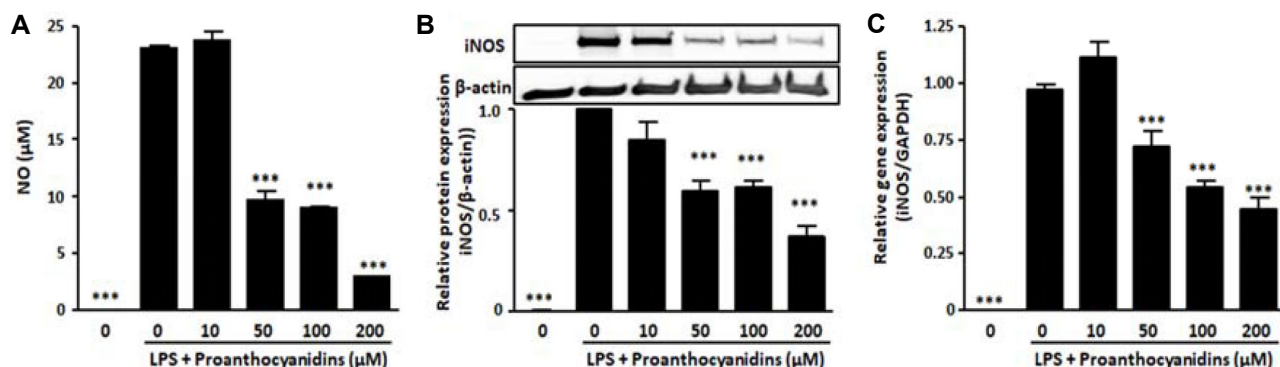 A
NO (µM)
25
20
15
10
5
0
***
***
***
***
0 0 10 50 100 200
LPS + Proanthocyanidins (µM)
B
iNOS
β-actin
Relative protein expression
iNOS/β-actin))
1.0
0.5
0
***
***
***
***
0 0 10 50 100 200
LPS + Proanthocyanidins (µM)
C
Relative gene expression
(iNOS/GAPDH)
1.25
1.00
0.75
0.50
0.25
0
***
***
***
***
0 0 10 50 100 200
LPS + Proanthocyanidins (µM)